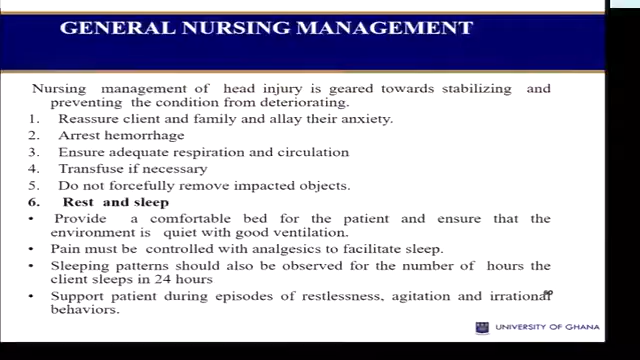 GENERAL NURSING MANAGEMENT
Nursing management of head injury is geared towards stabilizing and
preventing the condition from deteriorating.
1. Reassure client and family and allay their anxiety.
2. Arrest hemorrhage
3. Ensure adequate respiration and circulation
4. Transfuse if necessary
5. Do not forcefully remove impacted objects.
6. Rest and sleep
• Provide a comfortable bed for the patient and ensure that the
environment is quiet with good ventilation.
• Pain must be controlled with analgesics to facilitate sleep.
• Sleeping patterns should also be observed for the number of hours the
client sleeps in 24 hours
• Support patient during episodes of restlessness, agitation and irrational
behaviors.
UNIVERSITY OF GHANA